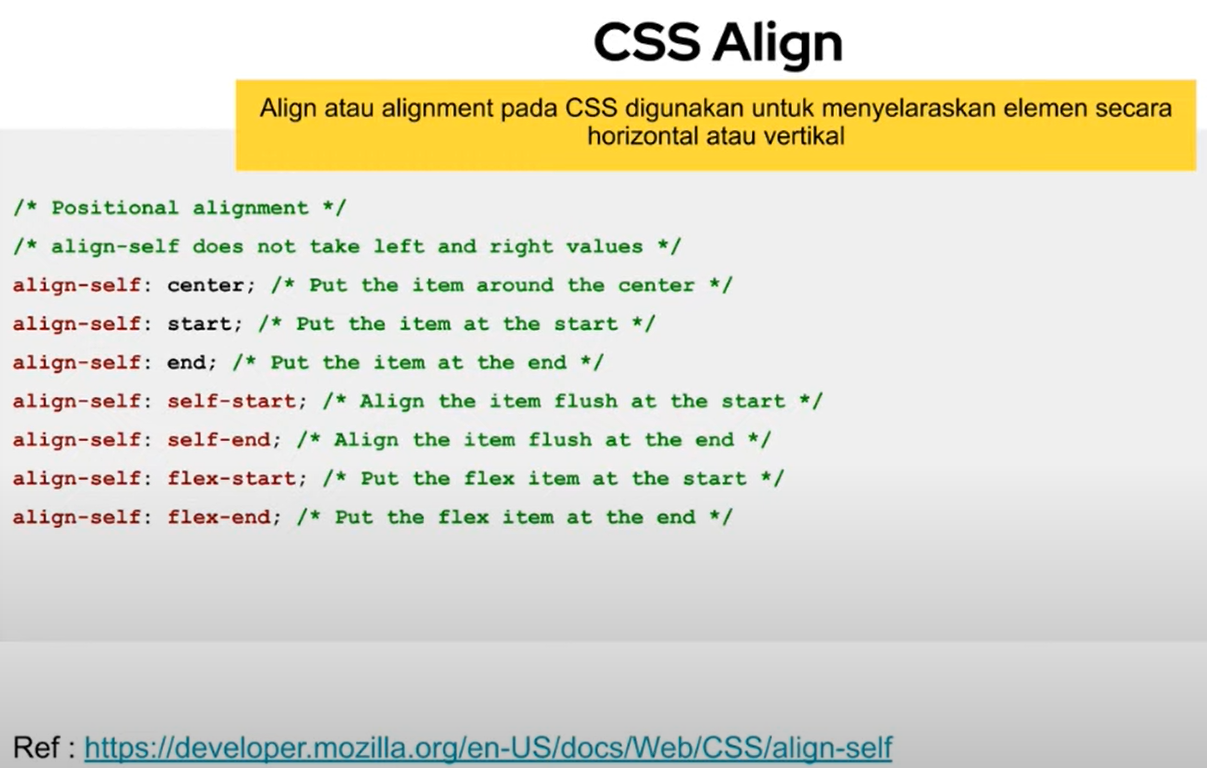 CSS Align
Align atau alignment pada CSS digunakan untuk menyelaraskan elemen secara
horizontal atau vertikal
/* Positional alignment */
/* align-self does not take left and right values */
align-self: center; /* Put the item around the center */
align-self: start; /* Put the item at the start */
align-self: end; /* Put the item at the end */
align-self: self-start; /* Align the item flush at the start */
align-self: self-end; /* Align the item flush at the end */
align-self: flex-start; /* Put the flex item at the start */
align-self: flex-end; /* Put the flex item at the end */
Ref : https://developer.mozilla.org/en-US/docs/Web/CSS/align-self